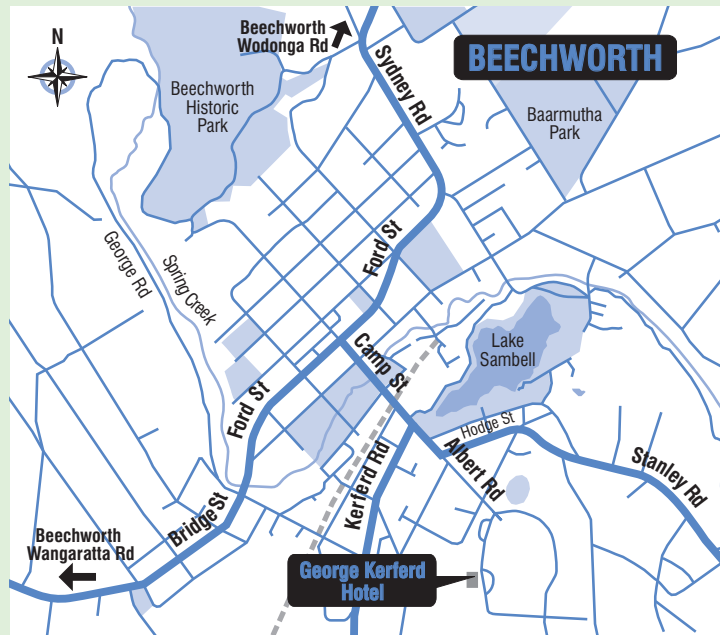 N
Beechworth
Wodonga Rd
BEECHWORTH
Sydney Rd
Beechworth
Historic
Park
Baarmutha
Park
George Rd
Spring Creek
Ford St
Camp St
Lake
Sambell
Ford St
Hodge St
Kerferd Rd
Albert Rd
Stanley Rd
Bridge St
Beechworth
Wangaratta Rd
George Kerferd
Hotel